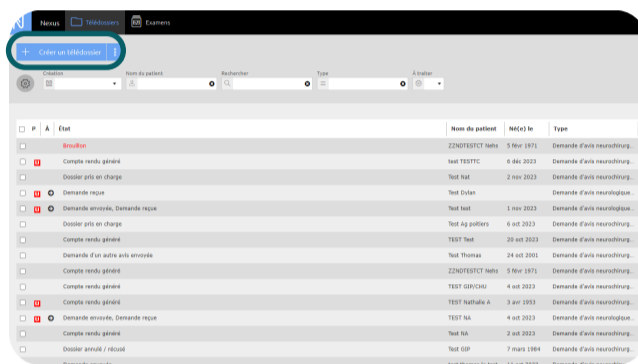 Nexus Télédossiers Examens
+ Créer un télédossier
Création Nom du patient Rechercher Type À traiter
P À État Nom du patient Né(e) le Type
Brouillon ZZNDTESTCT Nehs 5 févr 1971 Demande d'avis neurochirurg...
U Compte rendu généré test TESTTC 6 déc 2023 Demande d'avis neurochirurg...
Dossier pris en charge Test Nat 2 nov 2023 Demande d'avis neurochirurg...
U Demande reçue Test Dylan Demande d'avis neurologique...
U Demande envoyée, Demande reçue Test test 1 nov 2023 Demande d'avis neurologique...
Dossier pris en charge Test Ag poitiers 6 oct 2023 Demande d'avis neurochirurg...
Compte rendu généré TEST Test 20 oct 2023 Demande d'avis neurochirurg...
Demande d'un autre avis envoyée Test Thomas 24 oct 2001 Demande d'avis neurochirurg...
Compte rendu généré ZZNDTESTCT Nehs 5 févr 1971 Demande d'avis neurochirurg...
Compte rendu généré TEST GIP/CHU 4 oct 2023 Demande d'avis neurochirurg...
U Compte rendu généré TEST Nathalie A 3 avr 1953 Demande d'avis neurochirurg...
U Demande envoyée, Demande reçue TEST NA 4 oct 2023 Demande d'avis neurologique...
Compte rendu généré Test NA 2 oct 2023 Demande d'avis neurochirurg...
Dossier annulé / récusé Test GIP 7 mars 1984 Demande d'avis neurochirurg...